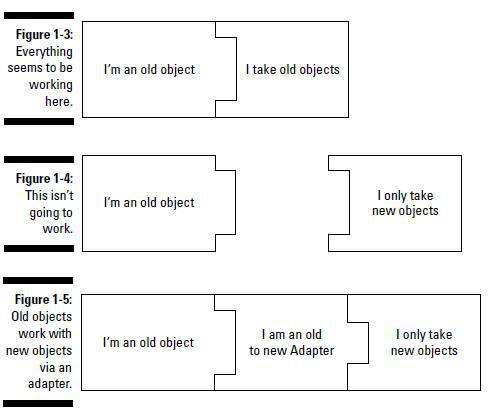 Figure 1-3:
Everything
seems to be
working
here.
I'm an old object
I take old objects
Figure 1-4:
This isn't
going to
work.
I'm an old object
I only take
new objects
Figure 1-5:
Old objects
work with
new objects
via an
adapter.
I'm an old object
I am an old
to new Adapter
I only take
new objects